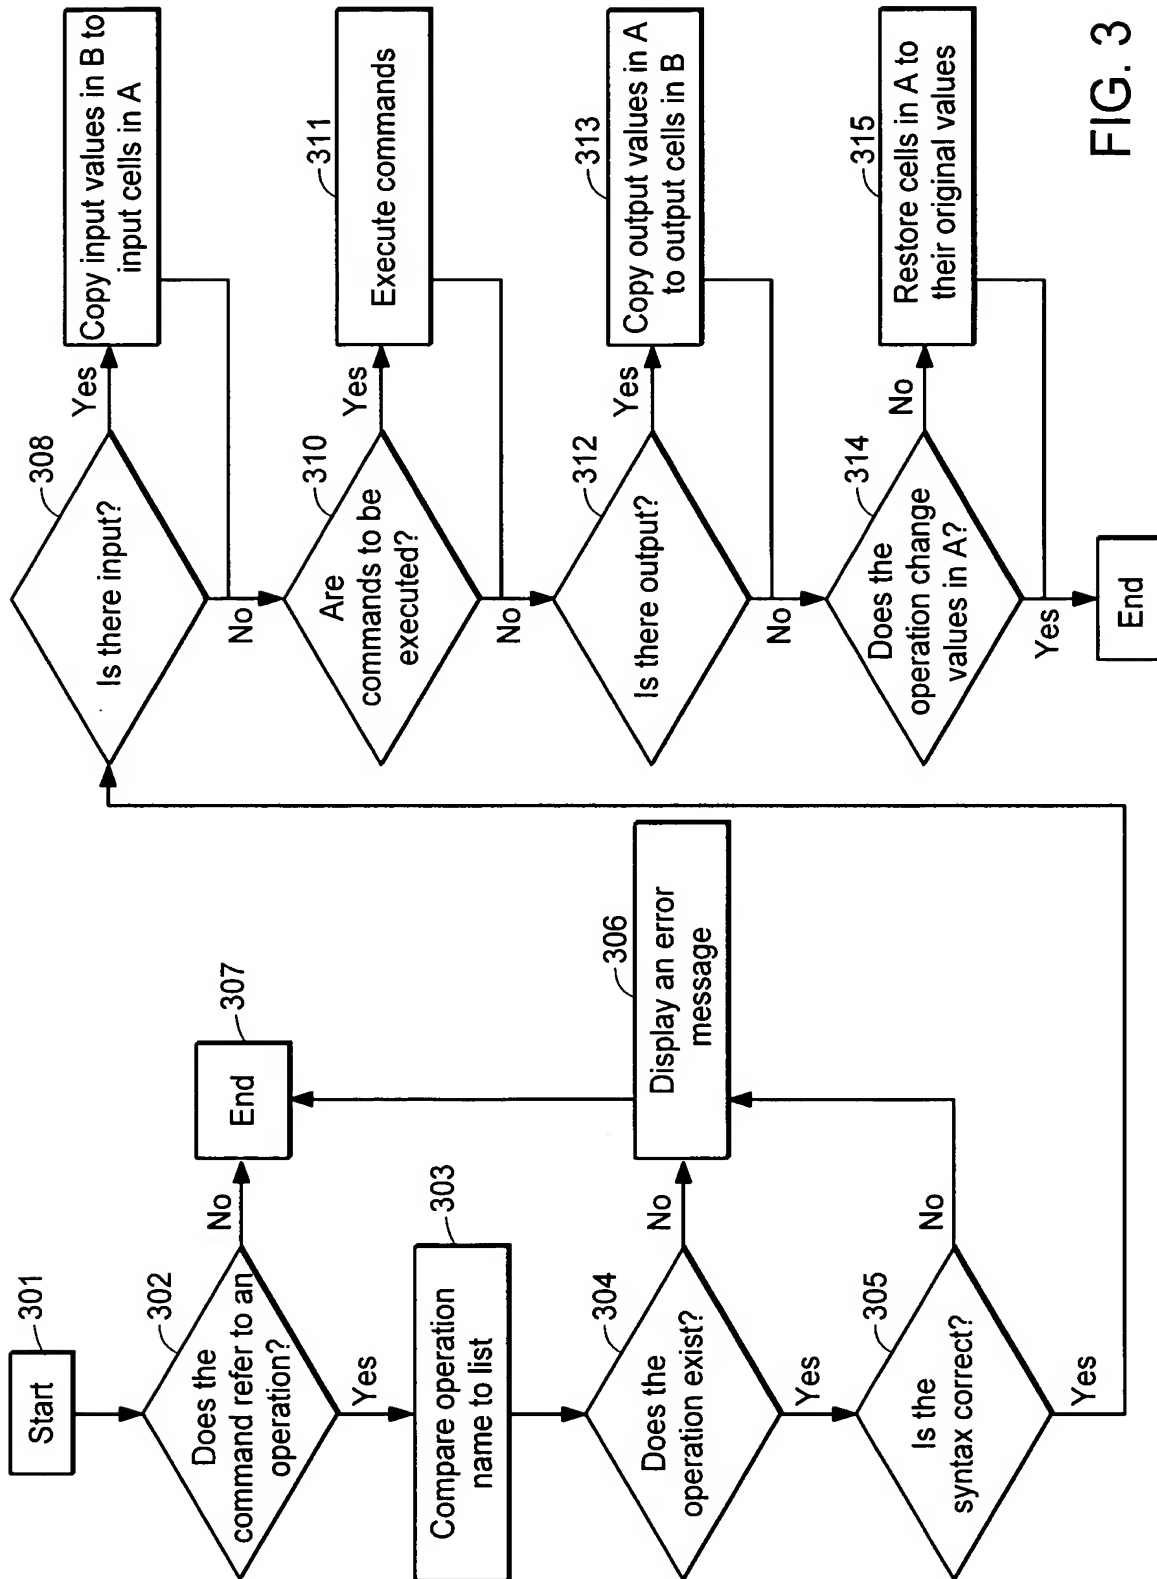 301
Start
302
Does the
command refer to an
operation?
No
307
End
Yes
303
Compare operation
name to list
304
Does the
operation exist?
No
306
Display an error
message
Yes
305
Is the
syntax correct?
No
Yes
308
Is there input?
Yes
Copy input values in B to
input cells in A
No
310
Are
commands to be
executed?
Yes
311
Execute commands
No
312
Is there output?
Yes
313
Copy output values in A
to output cells in B
No
314
Does the
operation change
values in A?
No
315
Restore cells in A to
their original values
Yes
End
FIG. 3